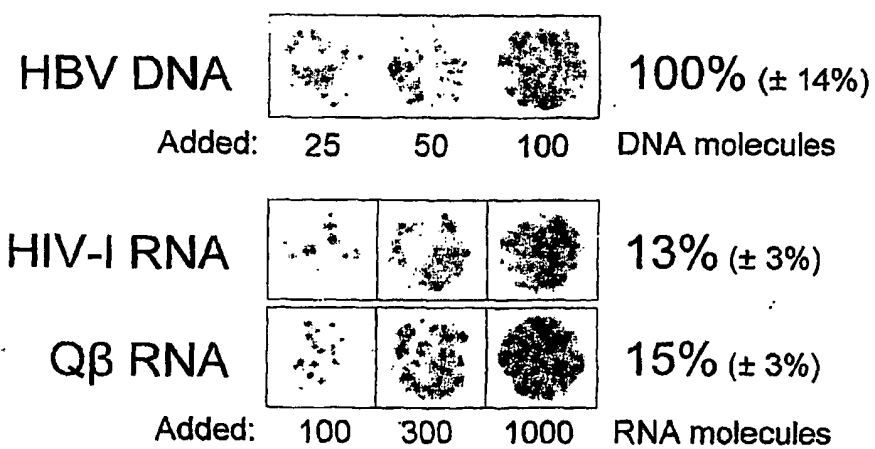 HBV DNA 100% (± 14%)
Added: 25 50 100 DNA molecules
HIV-I RNA 13% (± 3%)
Qβ RNA 15% (± 3%)
Added: 100 300 1000 RNA molecules